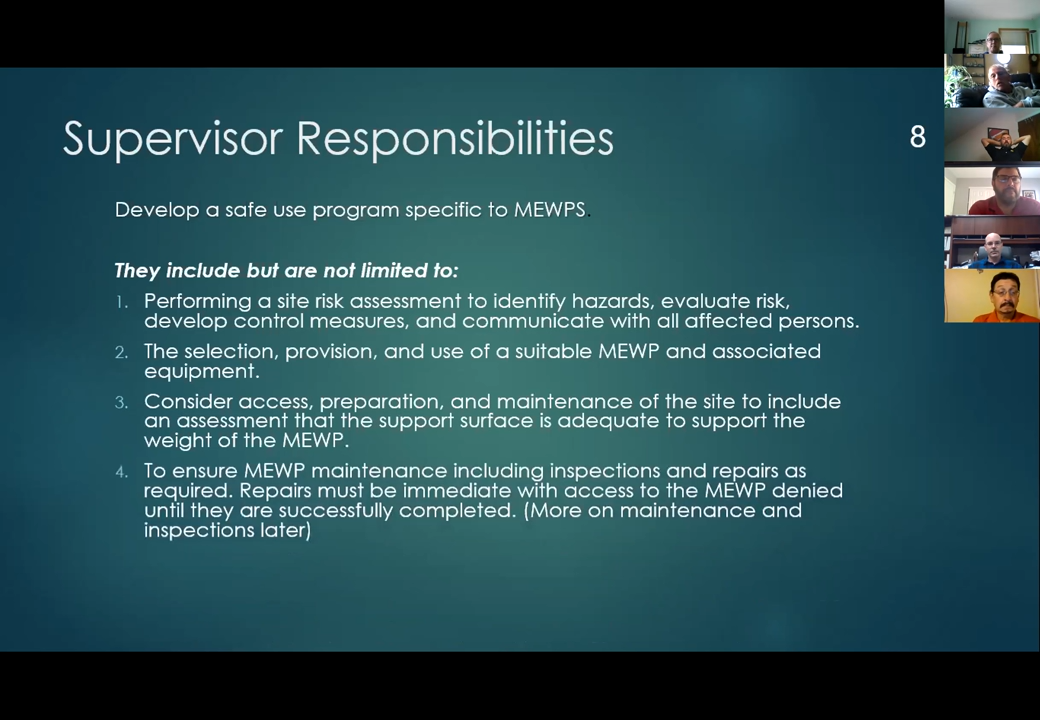 Supervisor Responsibilities
8
Develop a safe use program specific to MEWPS.
They include but are not limited to:
1. Performing a site risk assessment to identify hazards, evaluate risk,
develop control measures, and communicate with all affected persons.
2. The selection, provision, and use of a suitable MEWP and associated
equipment.
3. Consider access, preparation, and maintenance of the site to include
an assessment that the support surface is adequate to support the
weight of the MEWP.
4. To ensure MEWP maintenance including inspections and repairs as
required. Repairs must be immediate with access to the MEWP denied
until they are successfully completed. (More on maintenance and
inspections later)